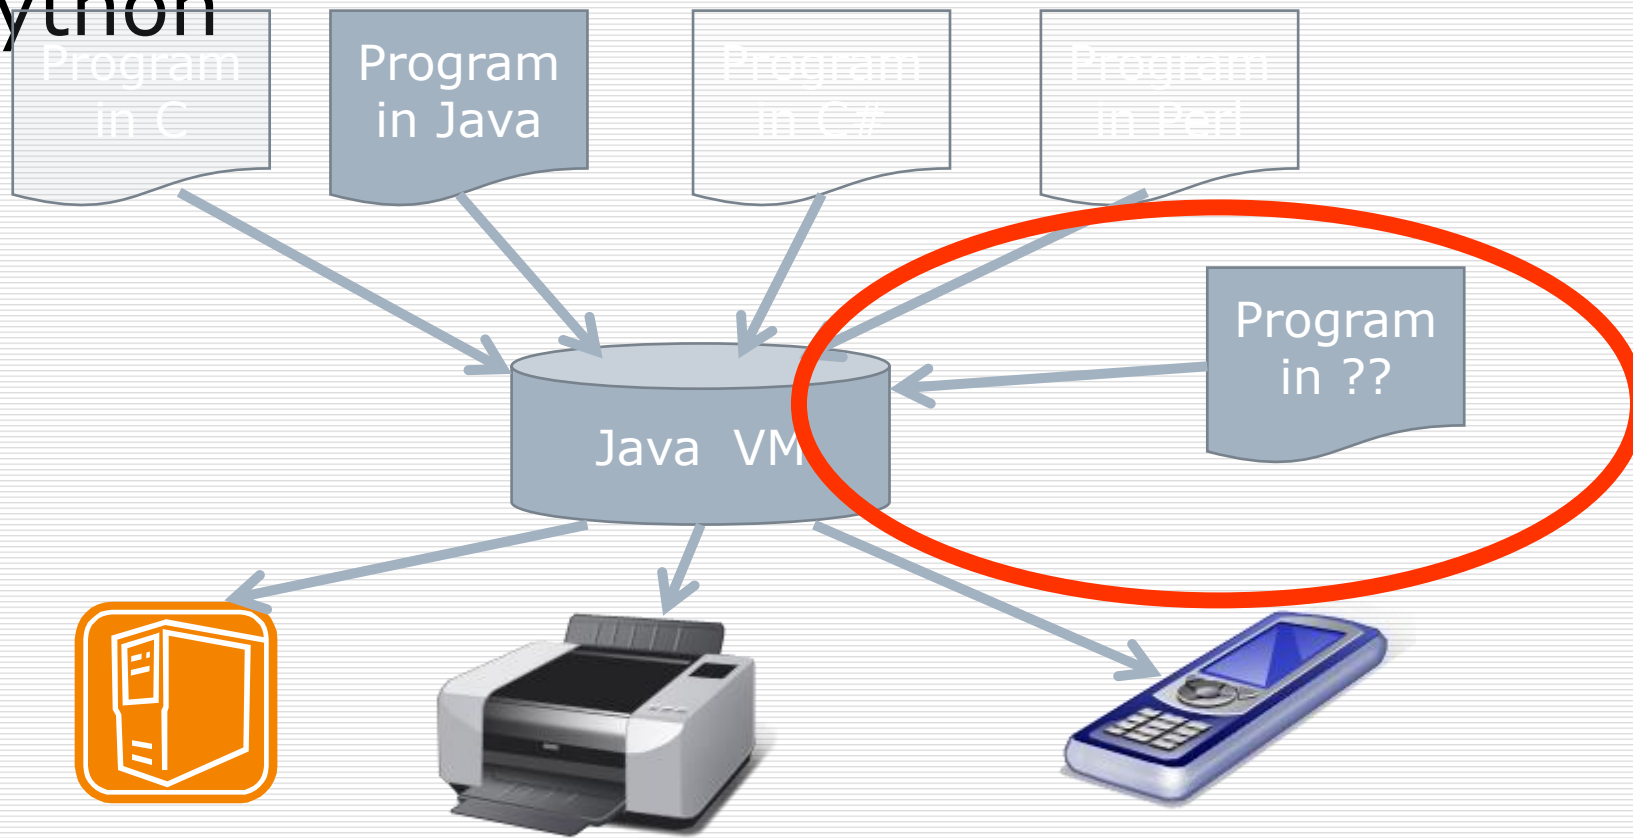 ython
Program
in C
Program
in Java
Program
in C#
Program
in Perl
Program
in ??
Java VM